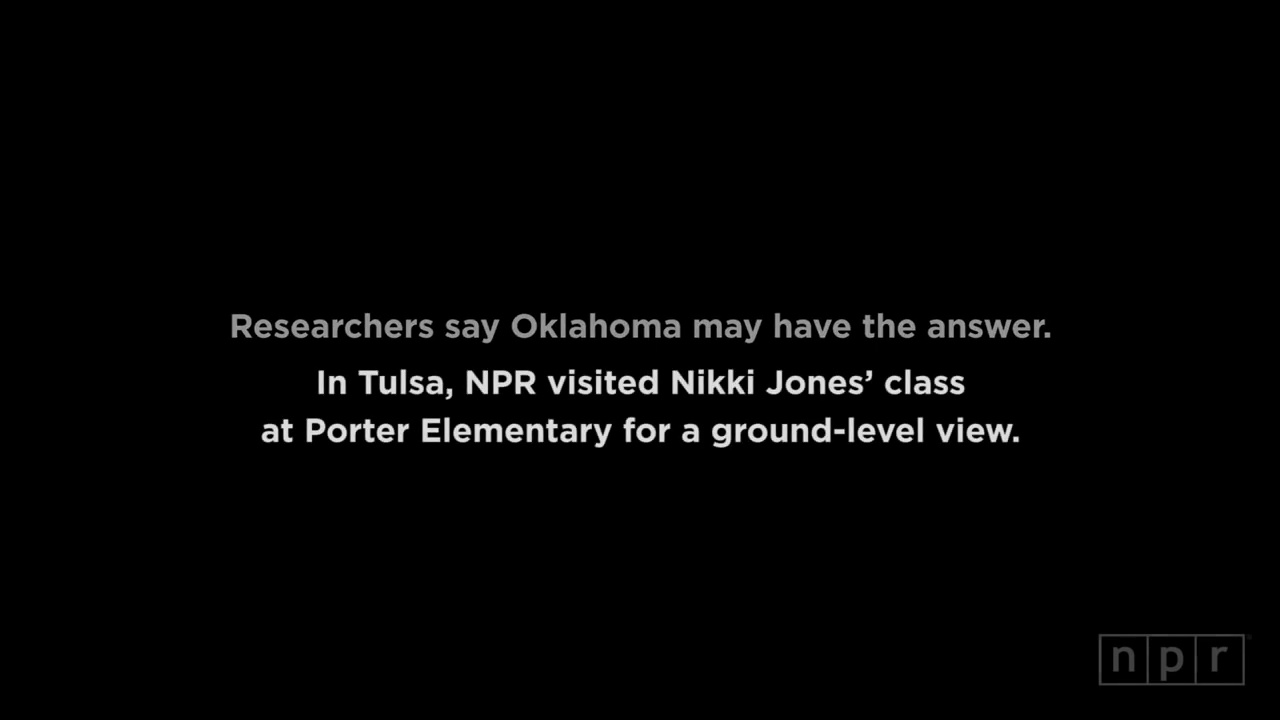 Researchers say Oklahoma may have the answer.
In Tulsa, NPR visited Nikki Jones’ class
at Porter Elementary for a ground-level view.
npr